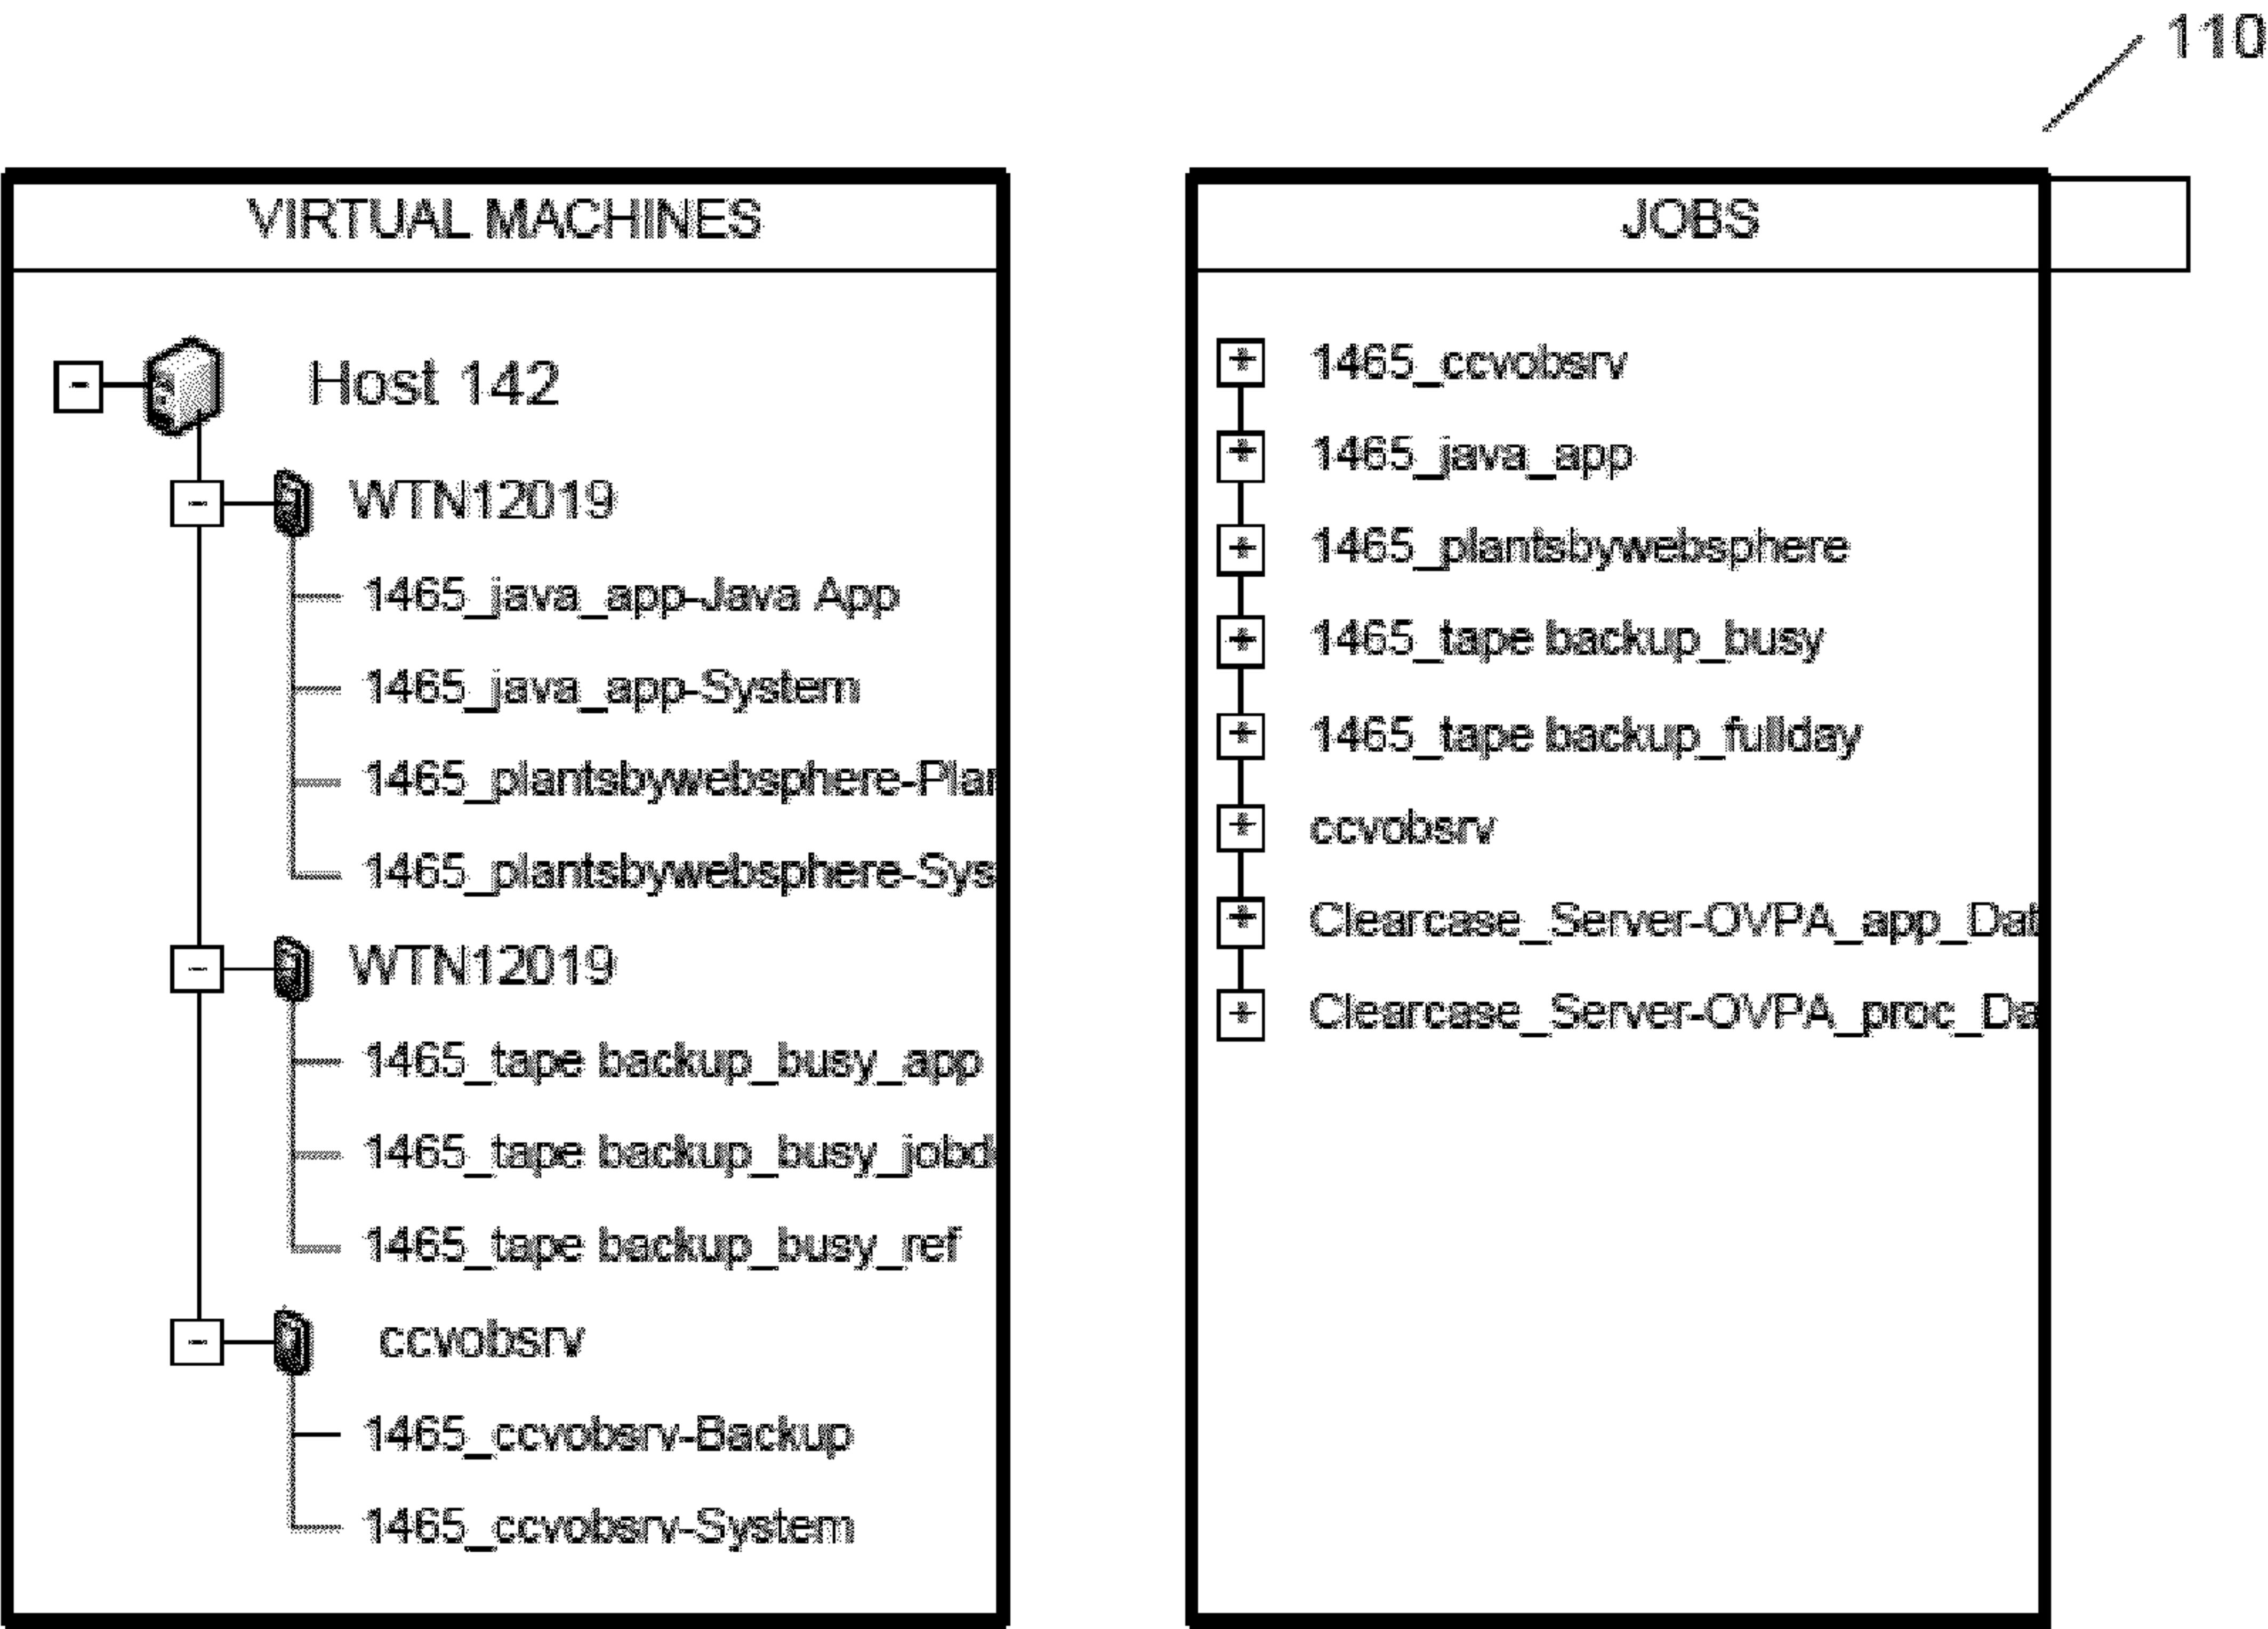 110
VIRTUAL MACHINES
Host 142
WTN12019
1465_java_app-Java App
1465_java_app-System
1465_plantsbywebsphere-Plan
1465_plantsbywebsphere-Sys
WTN12019
1465_tape backup_busy_app
1465_tape backup_busy_jobd
1465_tape backup_busy_ref
ccvobsrv
1465_ccvobsrv-Backup
1465_ccvobsrv-System
JOBS
1465_ccvobsrv
1465_java_app
1465_plantsbywebsphere
1465_tape backup_busy
1465_tape backup_fullday
ccvobsrv
Clearcase_Server-OVPA_app_Dat
Clearcase_Server-OVPA_proc_Da